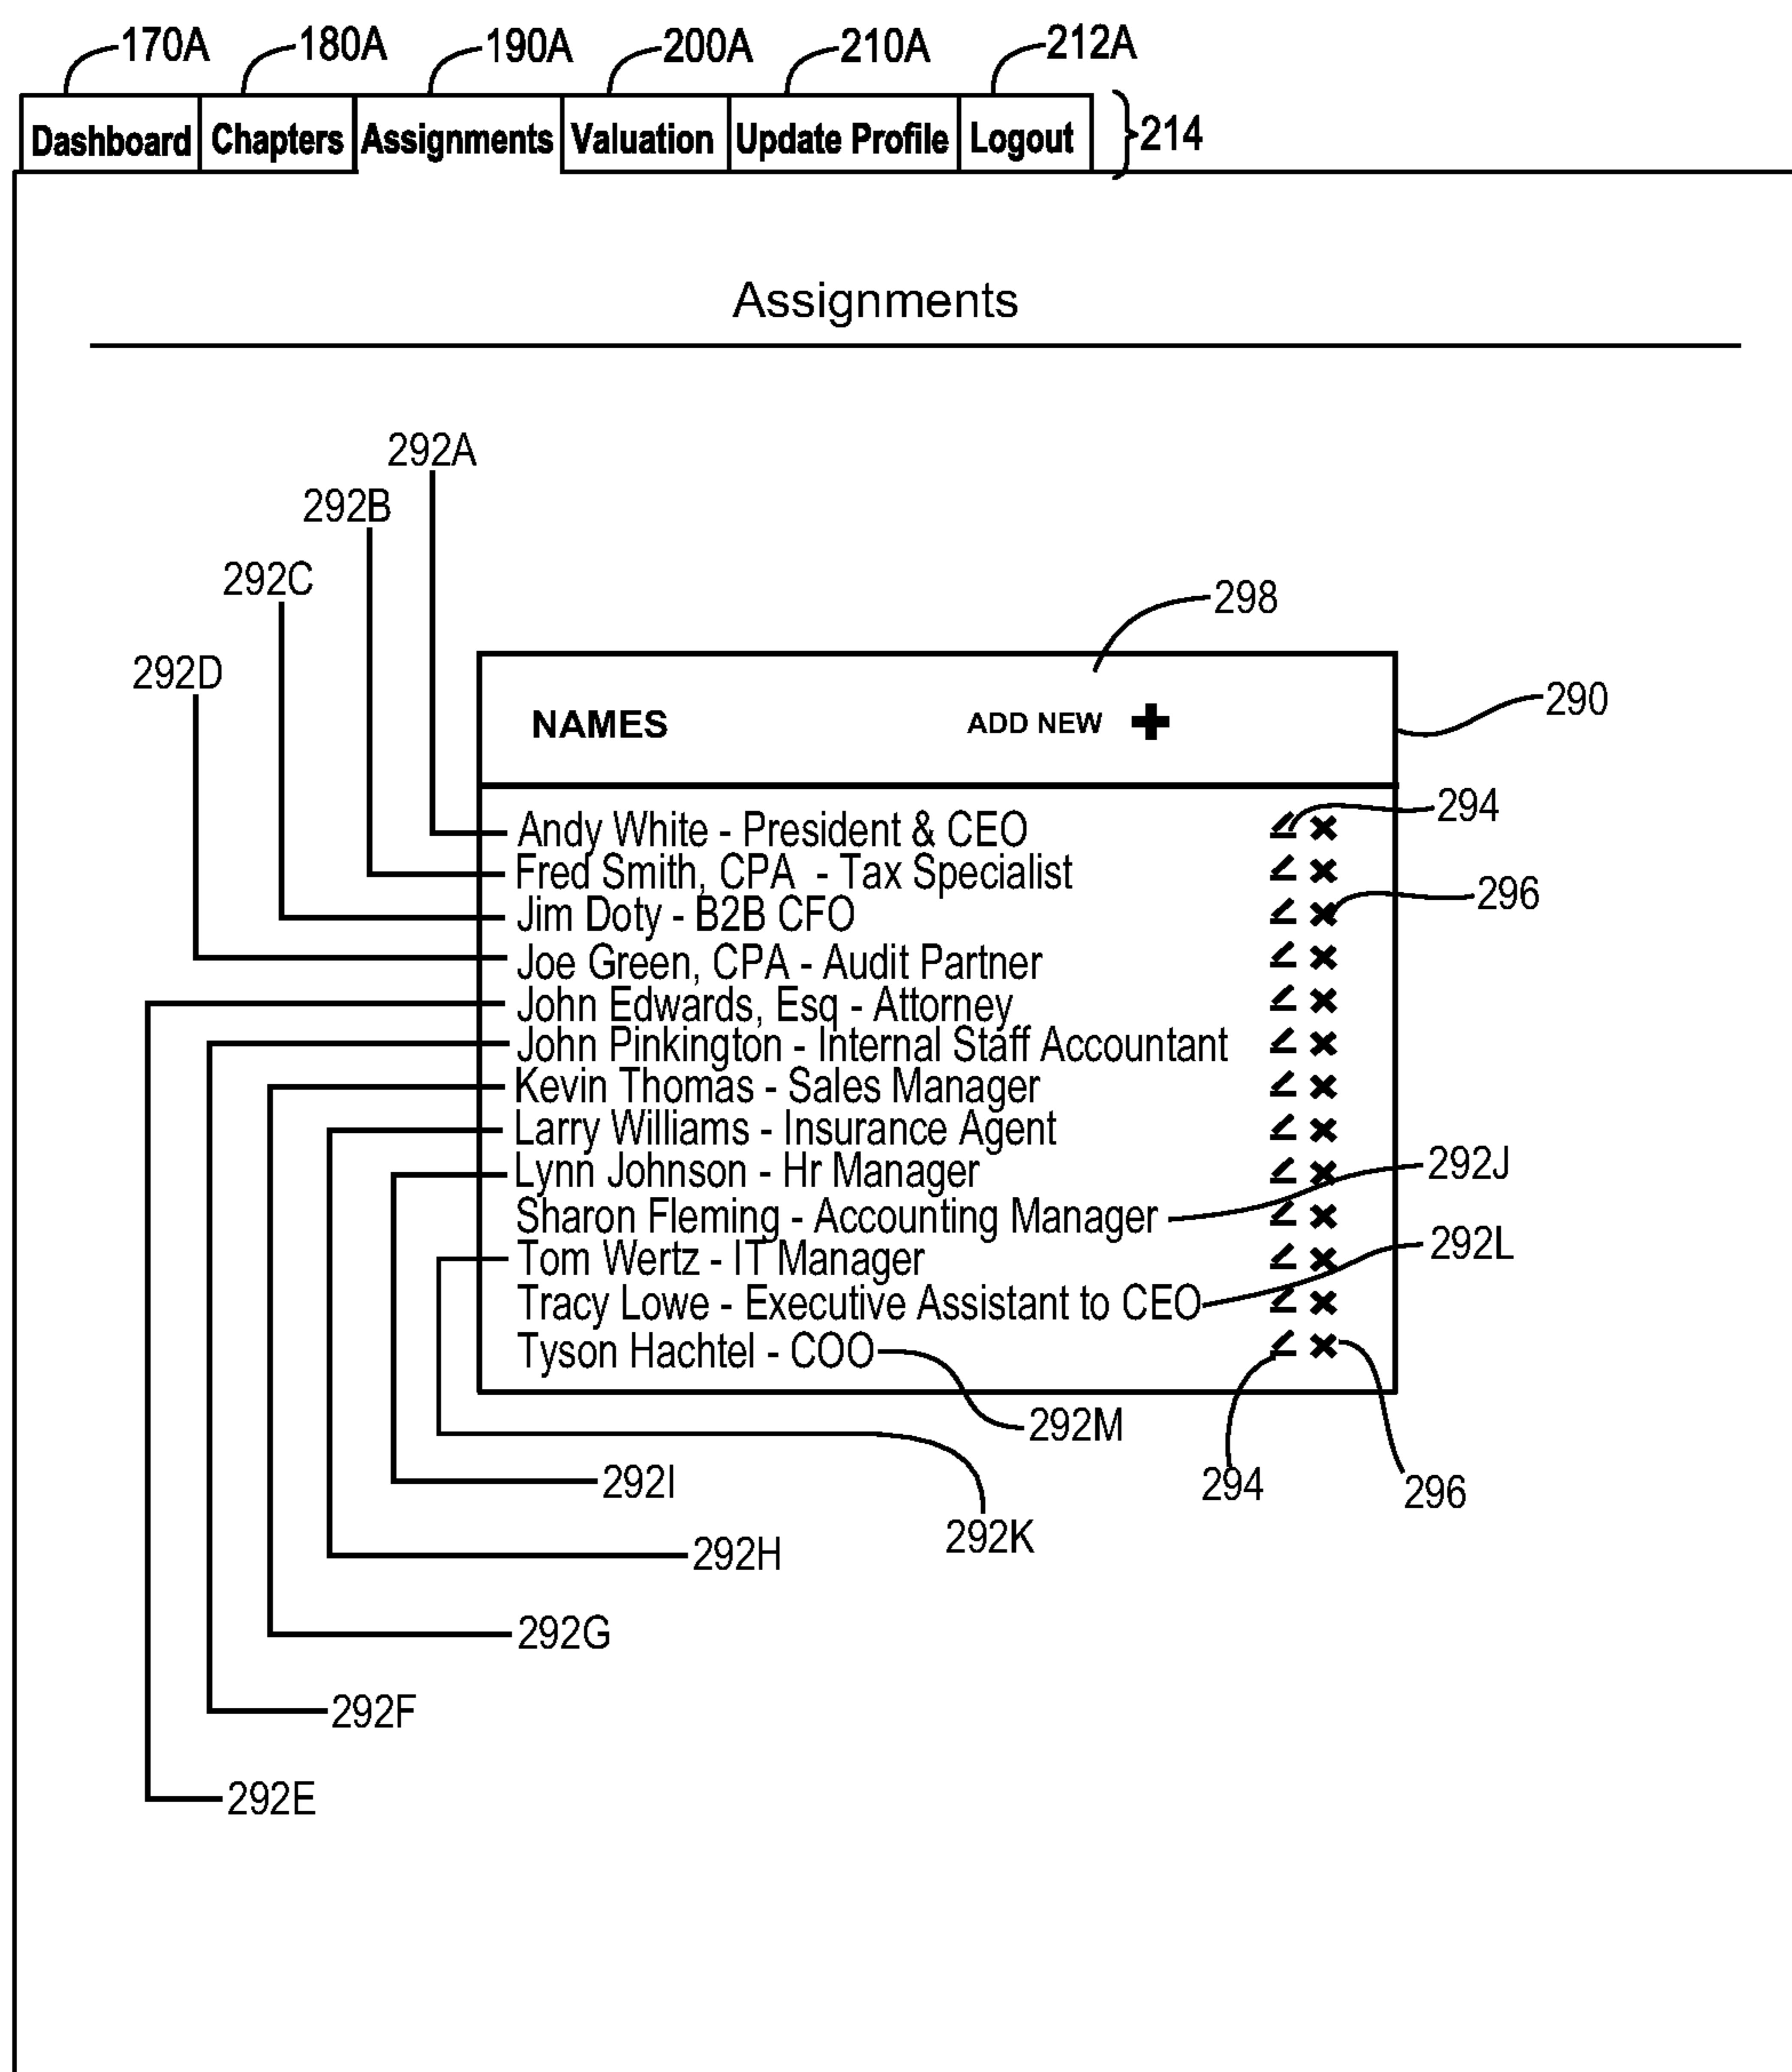 170A 180A 190A 200A 210A 212A
Dashboard Chapters Assignments Valuation Update Profile Logout 214
Assignments
292A
292B
292C
298
292D
290
NAMES ADD NEW +
294
Andy White - President & CEO
Fred Smith, CPA - Tax Specialist
296
Jim Doty - B2B CFO
Joe Green, CPA - Audit Partner
John Edwards, Esq - Attorney
John Pinkington - Internal Staff Accountant
Kevin Thomas - Sales Manager
Larry Williams - Insurance Agent
Lynn Johnson - Hr Manager 292J
Sharon Fleming - Accounting Manager
292L
Tom Wertz - IT Manager
Tracy Lowe - Executive Assistant to CEO
Tyson Hachtel - COO
292M
292I 294 296
292K
292H
292G
292F
292E